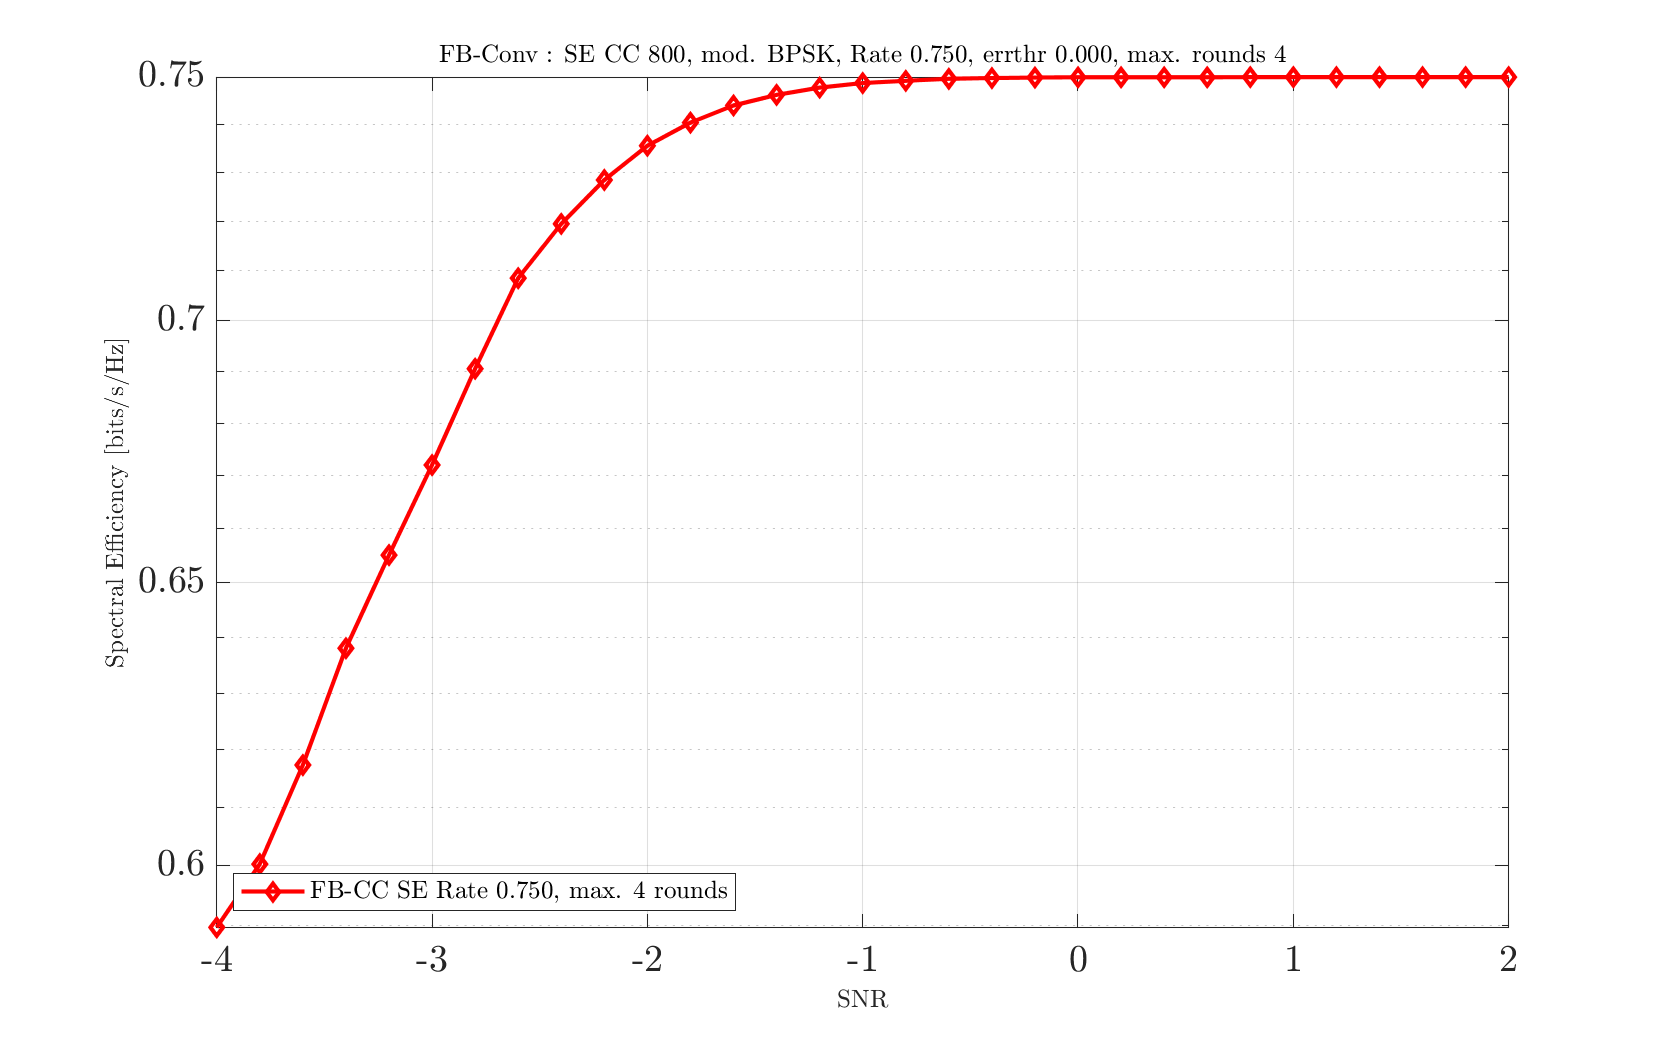 FB-Conv : SE CC 800, mod. BPSK, Rate 0.750, errthr 0.000, max. rounds 4
0.75
0.7
0.65
0.6
Spectral Efficiency [bits/s/Hz]
FB-CC SE Rate 0.750, max. 4 rounds
-4 -3 -2 -1 0 1 2
SNR